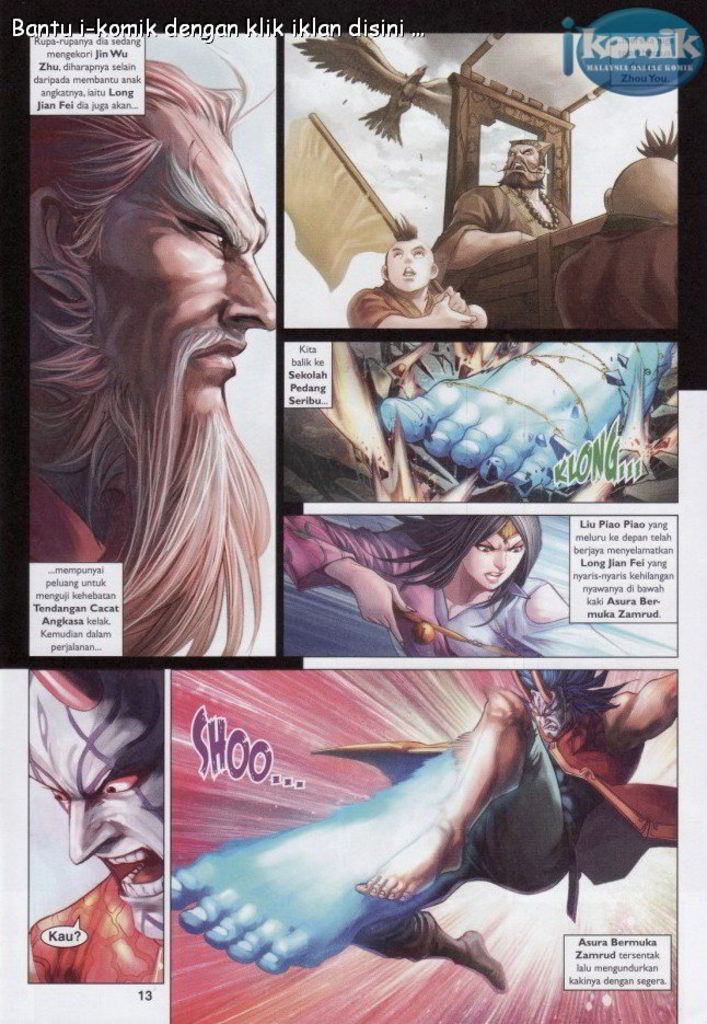 Bantu i-komik dengan klik iklan disini ...
ikomik
MALAYSIA ONLINE KOMIK
Rupa-rupanya dia sedang
mengekori Jin Wu
Zhu, diharapnya selain
daripada membantu anak
angkatnya, iaitu Long
Jian Fei dia juga akan...
Zhou You.
Kita
balik ke
Sekolah
Pedang
Seribu...
KLONG...
...mempunyai
peluang untuk
menguji kehebatan
Tendangan Cacat
Angkasa kelak.
Kemudian dalam
perjalanan...
Liu Piao Piao yang
meluru ke depan telah
berjaya menyelamatkan
Long Jian Fei yang
nyaris-nyaris kehilangan
nyawanya di bawah
kaki Asura Ber-
muka Zamrud.
SHOO...
Kau?
Asura Bermuka
Zamrud tersentak
lalu mengundurkan
kakinya dengan segera.
13